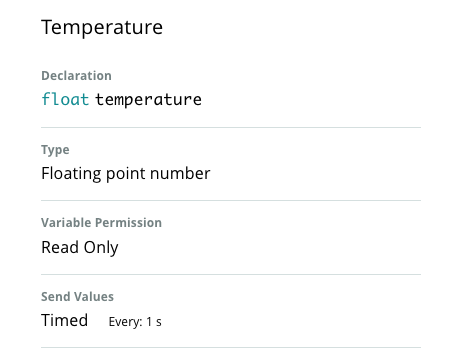 Temperature
Declaration
float temperature
Type
Floating point number
Variable Permission
Read Only
Send Values
Timed Every: 1 s